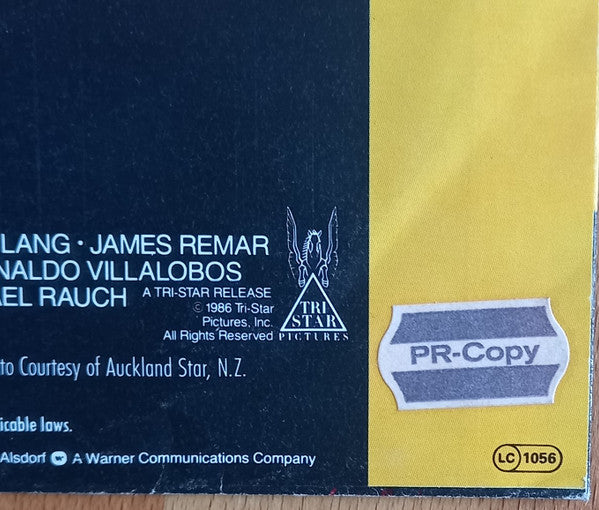 LANG · JAMES REMAR
NALDO VILLALOBOS
EL RAUCH
A TRI-STAR RELEASE
© 1986 Tri-Star
Pictures, Inc.
All Rights Reserved
TRI
STAR
PICTURES
to Courtesy of Auckland Star, N.Z.
icable laws.
Alsdorf A Warner Communications Company
PR-Copy
LC 1056